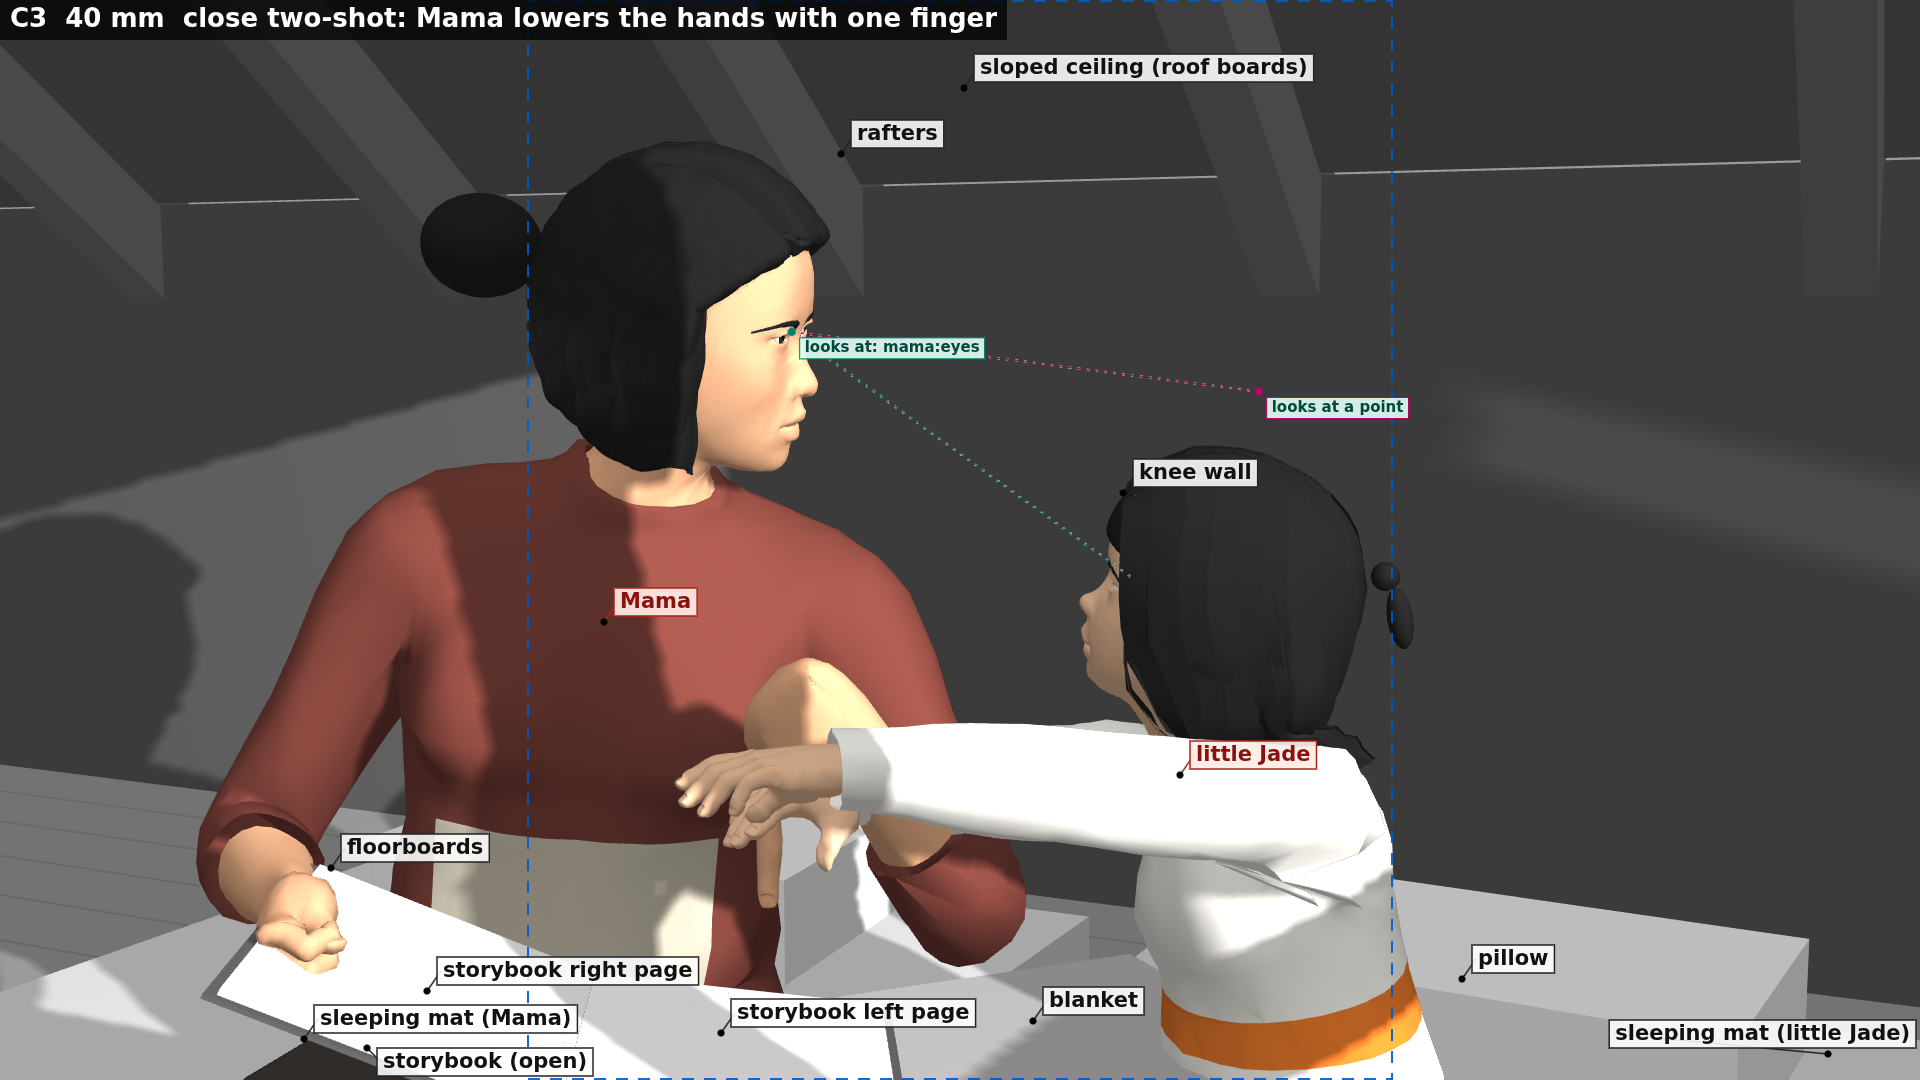 C3 40 mm close two-shot: Mama lowers the hands with one finger
sloped ceiling (roof boards)
rafters
looks at: mama:eyes
looks at a point
knee wall
Mama
little Jade
floorboards
storybook right page
pillow
blanket
storybook left page
sleeping mat (Mama)
sleeping mat (little Jade)
storybook (open)